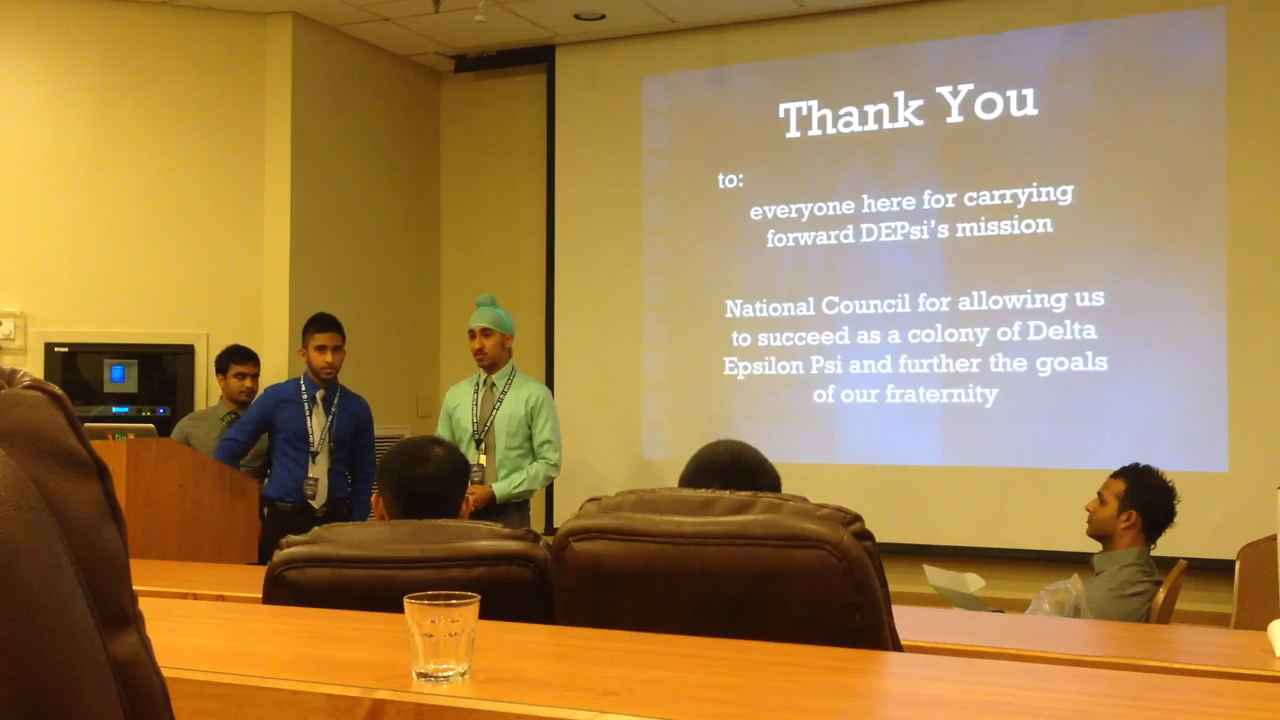 Thank You
to:
everyone here for carrying
forward DEPsi's mission
National Council for allowing us
to succeed as a colony of Delta
Epsilon Psi and further the goals
of our fraternity